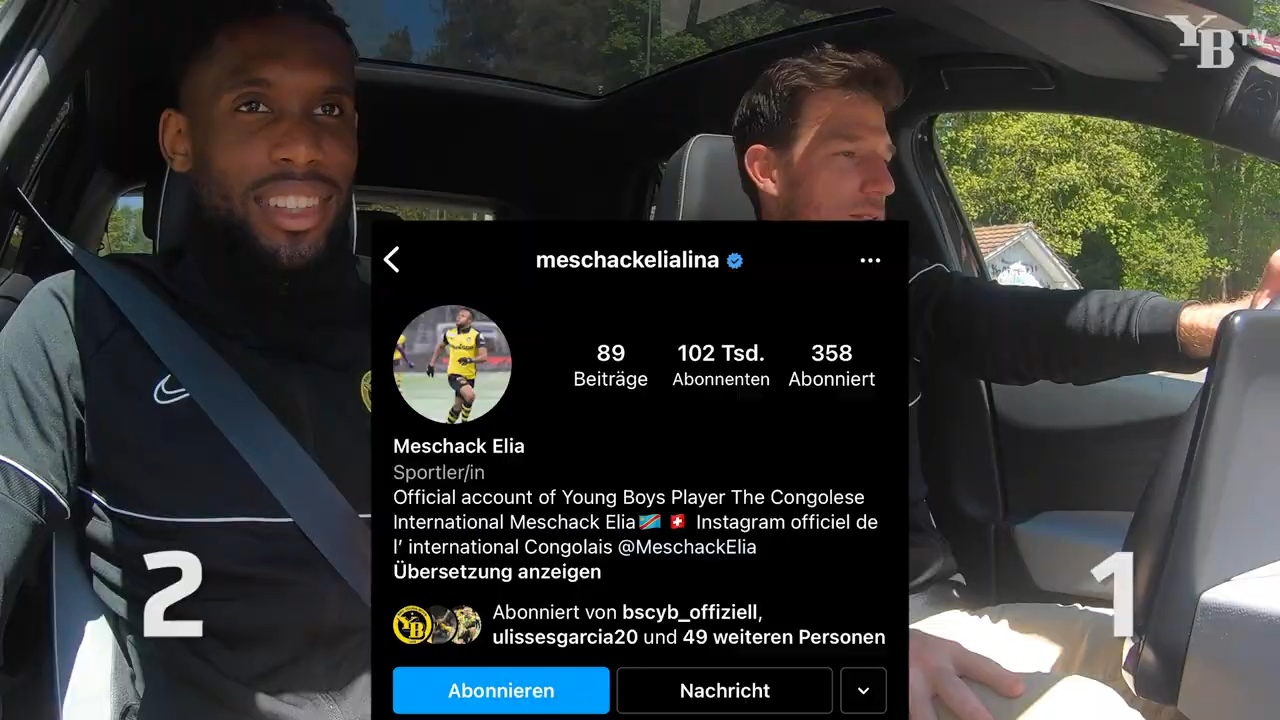 YB TV
meschackelialina
89
102 Tsd.
358
Beiträge
Abonnenten
Abonniert
Meschack Elia
Sportler/in
Official account of Young Boys Player The Congolese
International Meschack Elia🇨🇩 🇨🇭 Instagram officiel de
l’ international Congolais @MeschackElia
Übersetzung anzeigen
YB
Abonniert von bscyb_offiziell,
ulissesgarcia20 und 49 weiteren Personen
Abonnieren
Nachricht
2
1